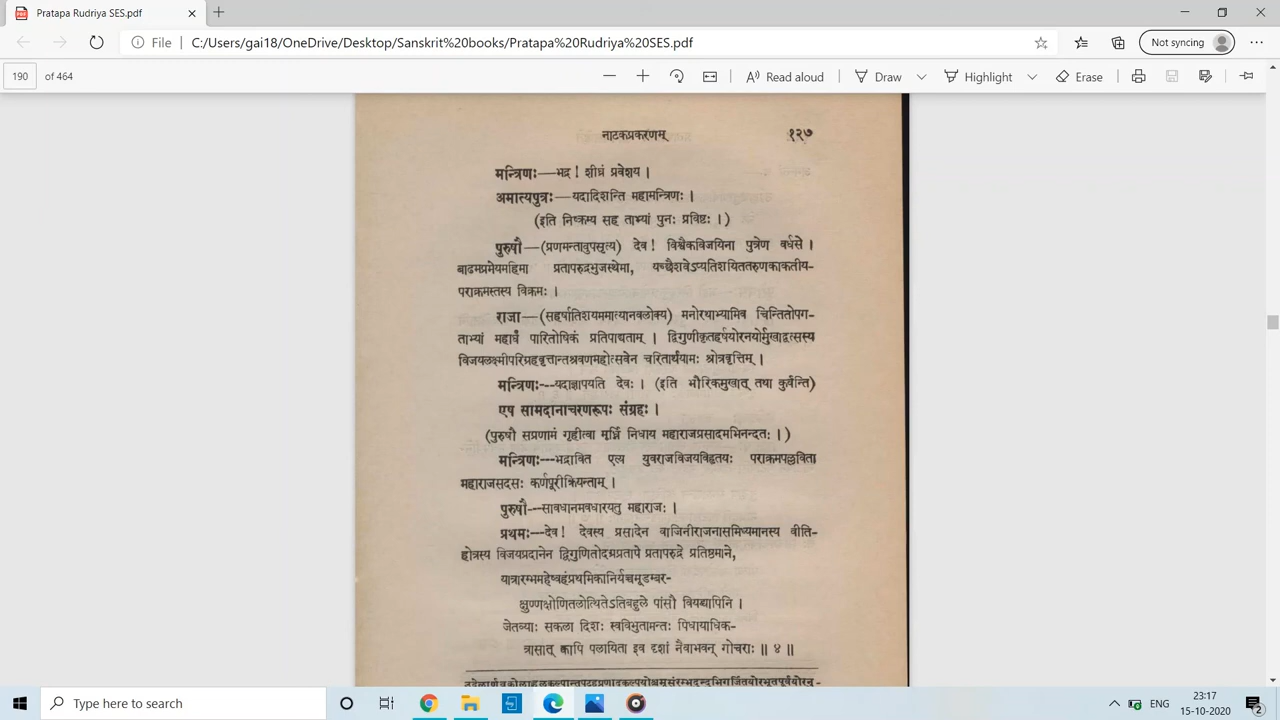 Pratapa Rudriya SES.pdf
File C:/Users/gai18/OneDrive/Desktop/Sanskrit%20books/Pratapa%20Rudriya%20SES.pdf Not syncing
190 of 464 Read aloud Draw Highlight Erase
नाटकप्रकरणम् १२७
मन्त्रिणः—भद्र ! शीघ्रं प्रवेशय ।
अमात्यपुत्रः—यदादिशन्ति महामन्त्रिणः ।
(इति निष्क्रम्य सह ताभ्यां पुनः प्रविष्टः ।)
पुरुषौ—(प्रणमन्तावुपसृत्य) देव ! विश्वैकविजयिना पुत्रेण वर्धसे ।
बाढमप्रमेयमहिमा प्रतापरुद्रभुजस्थेमा, यच्छैशवेऽप्यतिशयिततरुणकाकतीय-
पराक्रमस्तस्य विक्रमः ।
राजा—(सहर्षातिशयममात्यानवलोक्य) मनोरथाभ्यामिव चिन्तितोपग-
ताभ्यां महार्घं पारितोषिकं प्रतिपाद्यताम् । द्विगुणीकृतहर्षयोरनयोर्मुखाद्वत्सस्य
विजयलक्ष्मीपरिग्रहवृत्तान्तश्रवणमहोत्सवेन चरितार्थयामः श्रोत्रवृत्तिम् ।
मन्त्रिणः---यदाज्ञापयति देवः । (इति भौरिकमुखात् तथा कुर्वन्ति)
एष सामदानाचरणरूपः संग्रहः ।
(पुरुषौ सप्रणामं गृहीत्वा मूर्ध्नि निधाय महाराजप्रसादमभिनन्दतः ।)
मन्त्रिणः---भद्रावित एत्य युवराजविजयविहृतयः पराक्रमपल्लविता
महाराजसदसः कर्णपूरीक्रियन्ताम् ।
पुरुषौ---सावधानमवधारयतु महाराजः ।
प्रथमः---देव ! देवस्य प्रसादेन वाजिनीराजनासमिध्यमानस्य वीति-
होत्रस्य विजयप्रदानेन द्विगुणितोदग्रप्रतापे प्रतापरुद्रे प्रतिष्ठमाने,
यात्रारम्भमहेष्वहंप्रथमिकानिर्यच्चमूडम्बर-
क्षुण्णक्षोणितलोत्थितेऽतिबहुले पांसौ वियद्व्यापिनि ।
जेतव्याः सकला दिशः स्वविभुतामन्तः पिधायाधिक-
त्रासात् क्वापि पलायिता इव दृशां नैवाभवन् गोचराः ॥ ४ ॥
Type here to search ENG 23:17
15-10-2020 2